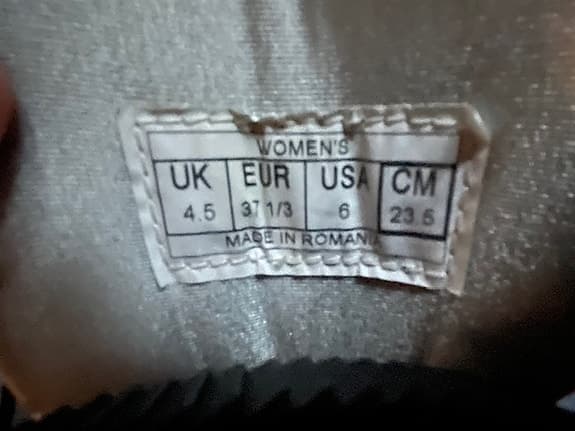 WOMEN'S
UK EUR USA CM
4.5 37 1/3 6 23.5
MADE IN ROMANIA